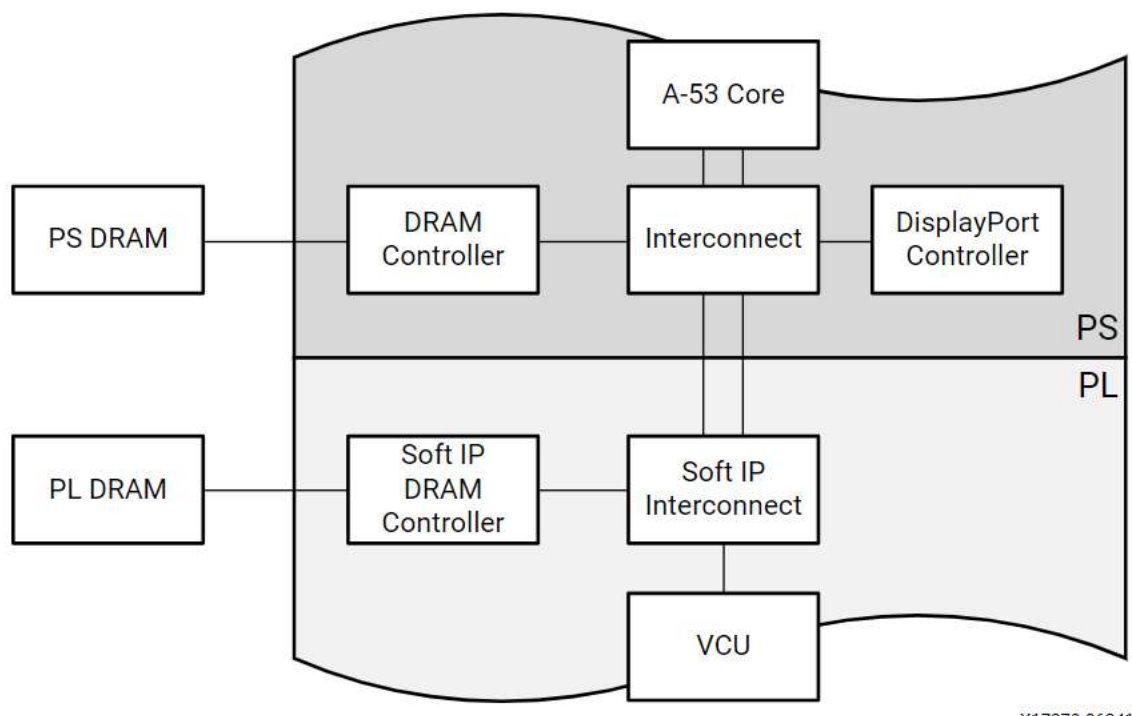 A-53 Core
PS DRAM
DRAM
Controller
Interconnect
DisplayPort
Controller
PS
PL
PL DRAM
Soft IP
DRAM
Controller
Soft IP
Interconnect
VCU